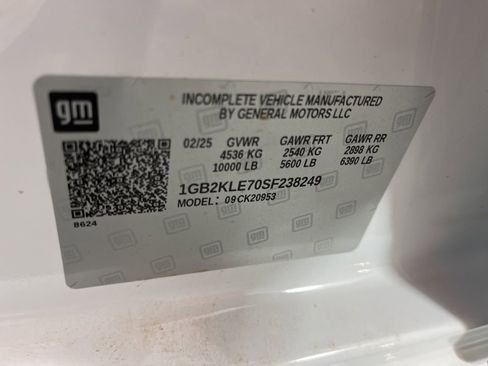 gm
INCOMPLETE VEHICLE MANUFACTURED
BY GENERAL MOTORS LLC
02/25 GVWR GAWR FRT GAWR RR
4536 KG 2540 KG 2898 KG
10000 LB 5600 LB 6390 LB
1GB2KLE70SF238249
MODEL: 09CK20953
8624